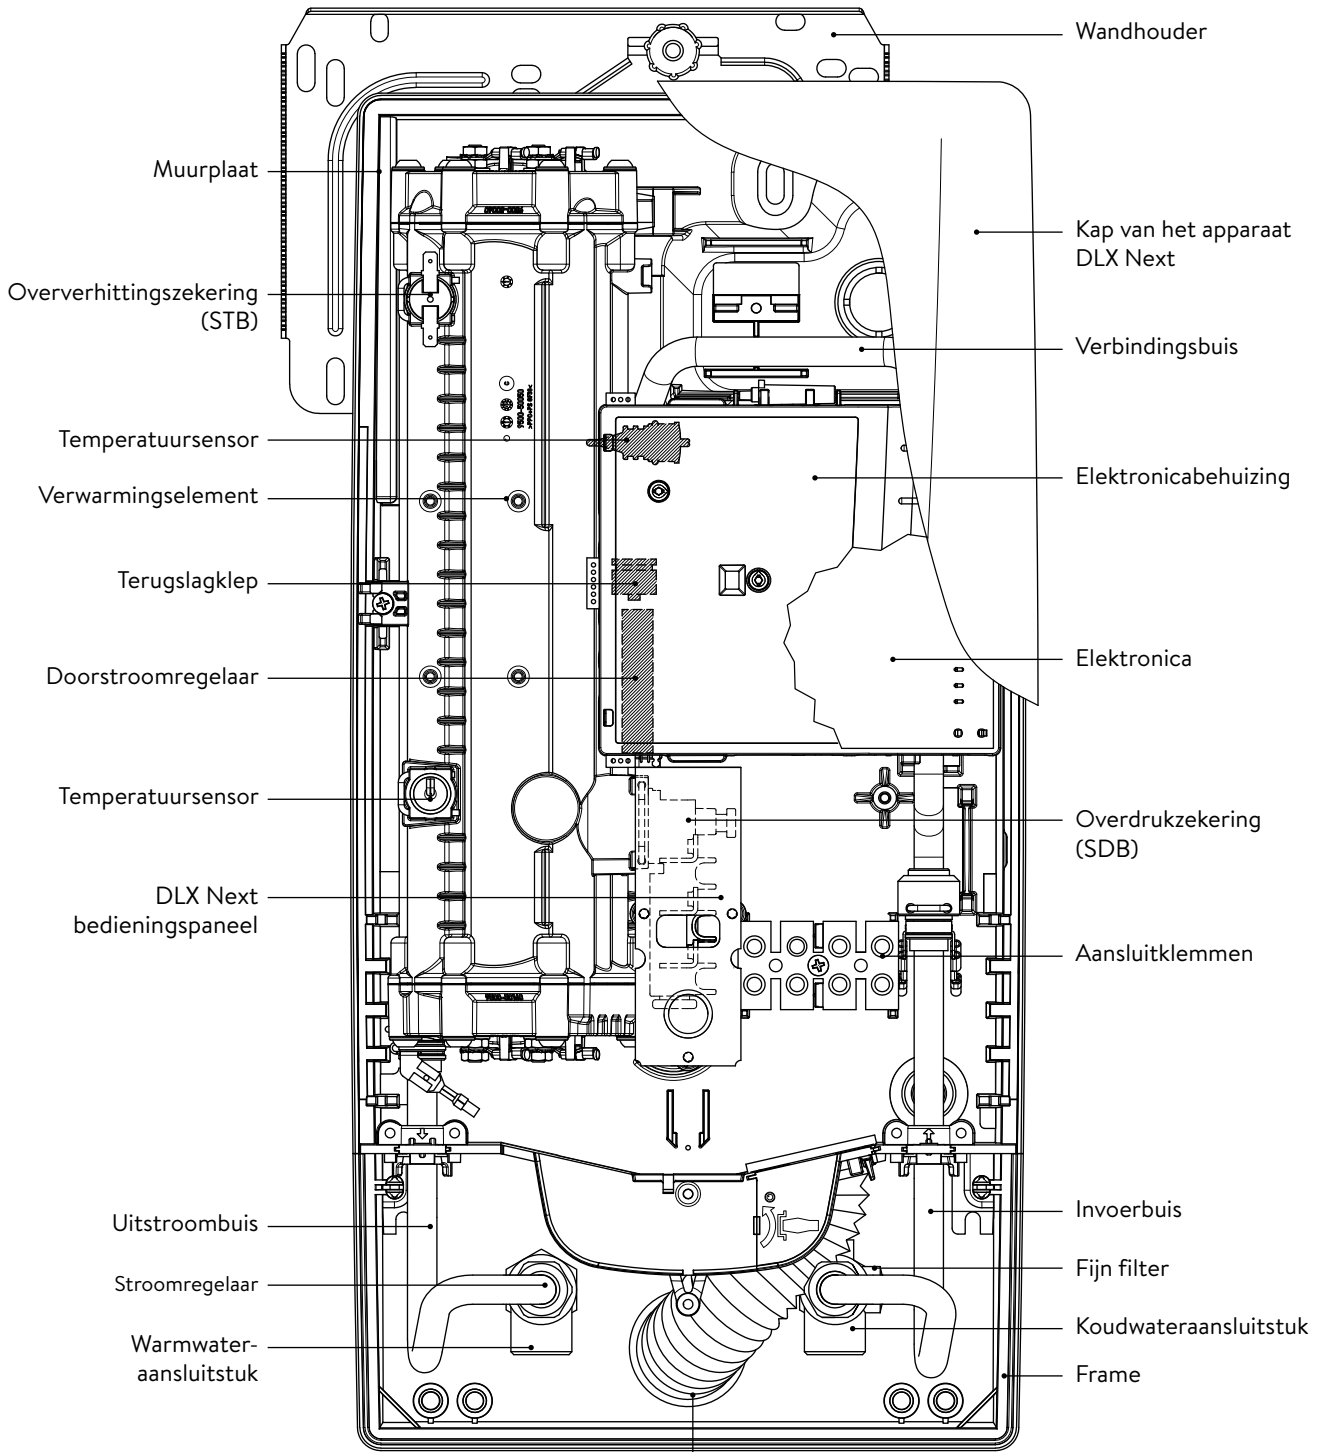 Wandhouder
Muurplaat
Kap van het apparaat
DLX Next
Oververhittingszekering
(STB)
Verbindingsbuis
Temperatuursensor
Elektronicabehuizing
Verwarmingselement
Terugslagklep
Elektronica
Doorstroomregelaar
Temperatuursensor
Overdrukzekering
(SDB)
DLX Next
bedieningspaneel
Aansluitklemmen
Uitstroombuis
Invoerbuis
Stroomregelaar
Fijn filter
Warmwater-
aansluitstuk
Koudwateraansluitstuk
Frame